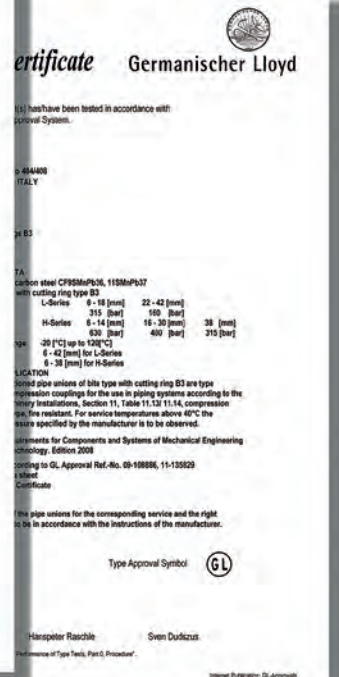 ertificate Germanischer Lloyd
t(s) has/have been tested in accordance with
proval System.
o 404/408
ITALY
gs B3
TA
carbon steel CF9SMnPb36, 11SMnPb37
with cutting ring type B3
L-Series 6 - 18 [mm] 22 - 42 [mm]
315 [bar] 160 [bar]
H-Series 6 - 14 [mm] 16 - 30 [mm] 38 [mm]
630 [bar] 400 [bar] 315 [bar]
nge -20 [°C] up to 120[°C]
6 - 42 [mm] for L-Series
6 - 38 [mm] for H-Series
LICATION
ioned pipe unions of bite type with cutting ring B3 are type
mpression couplings for the use in piping systems according to the
hinery Installations, Section 11, Table 11.13/ 11.14, compression
pe, fire resistant. For service temperatures above 40°C the
ssure specified by the manufacturer is to be observed.
uirements for Components and Systems of Mechanical Engineering
chnology. Edition 2008
cording to GL Approval Ref.-No. 09-108886, 11-135829
sheet
Certificate
the pipe unions for the corresponding service and the right
to be in accordance with the instructions of the manufacturer.
Type Approval Symbol GL
Hanspeter Raschle Sven Dudszus
Performance of Type Tests, Part 0, Procedure".
Internet Publication: GL-Approvals